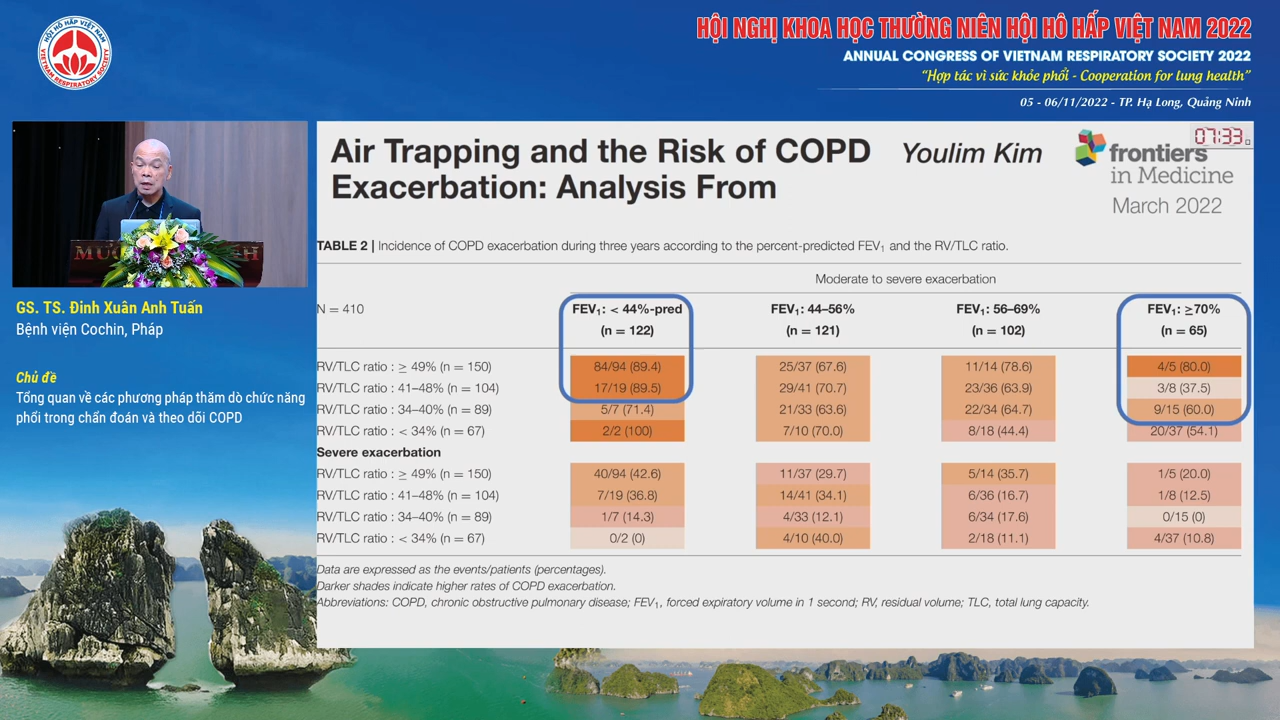 HỘI HÔ HẤP VIỆT NAM
VIETNAM RESPIRATORY SOCIETY
HỘI NGHỊ KHOA HỌC THƯỜNG NIÊN HỘI HÔ HẤP VIỆT NAM 2022
ANNUAL CONGRESS OF VIETNAM RESPIRATORY SOCIETY 2022
“Hợp tác vì sức khỏe phổi - Cooperation for lung health”
05 - 06/11/2022 - TP. Hạ Long, Quảng Ninh
GS. TS. Đinh Xuân Anh Tuấn
Bệnh viện Cochin, Pháp
Chủ đề
Tổng quan về các phương pháp thăm dò chức năng
phổi trong chẩn đoán và theo dõi COPD
07:33
Air Trapping and the Risk of COPD
Exacerbation: Analysis From
Youlim Kim
frontiers
in Medicine
March 2022
TABLE 2 | Incidence of COPD exacerbation during three years according to the percent-predicted FEV₁ and the RV/TLC ratio.
Moderate to severe exacerbation
N = 410 FEV₁: < 44%-pred FEV₁: 44–56% FEV₁: 56–69% FEV₁: ≥70%
(n = 122) (n = 121) (n = 102) (n = 65)
RV/TLC ratio : ≥ 49% (n = 150) 84/94 (89.4) 25/37 (67.6) 11/14 (78.6) 4/5 (80.0)
RV/TLC ratio : 41–48% (n = 104) 17/19 (89.5) 29/41 (70.7) 23/36 (63.9) 3/8 (37.5)
RV/TLC ratio : 34–40% (n = 89) 5/7 (71.4) 21/33 (63.6) 22/34 (64.7) 9/15 (60.0)
RV/TLC ratio : < 34% (n = 67) 2/2 (100) 7/10 (70.0) 8/18 (44.4) 20/37 (54.1)
Severe exacerbation
RV/TLC ratio : ≥ 49% (n = 150) 40/94 (42.6) 11/37 (29.7) 5/14 (35.7) 1/5 (20.0)
RV/TLC ratio : 41–48% (n = 104) 7/19 (36.8) 14/41 (34.1) 6/36 (16.7) 1/8 (12.5)
RV/TLC ratio : 34–40% (n = 89) 1/7 (14.3) 4/33 (12.1) 6/34 (17.6) 0/15 (0)
RV/TLC ratio : < 34% (n = 67) 0/2 (0) 4/10 (40.0) 2/18 (11.1) 4/37 (10.8)
Data are expressed as the events/patients (percentages).
Darker shades indicate higher rates of COPD exacerbation.
Abbreviations: COPD, chronic obstructive pulmonary disease; FEV₁, forced expiratory volume in 1 second; RV, residual volume; TLC, total lung capacity.